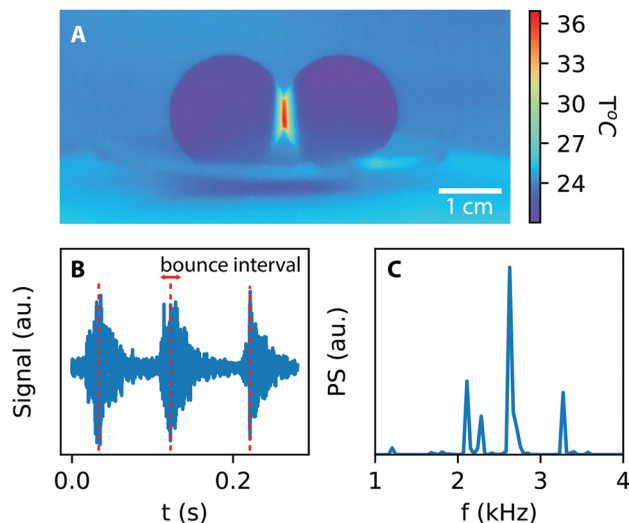 A
36
33
30
27
24
T°C
1 cm
B
bounce interval
Signal (au.)
0.0
0.2
t (s)
C
PS (au.)
1
2
3
4
f (kHz)